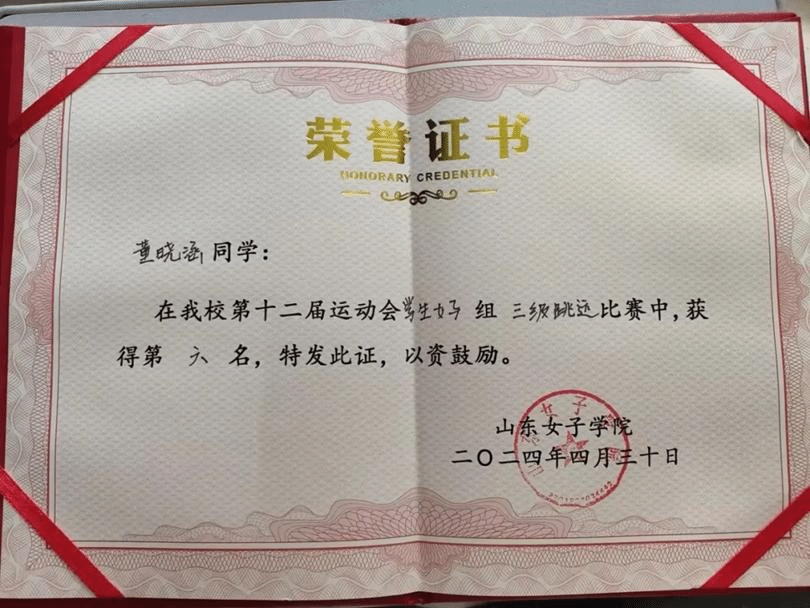 荣誉证书
HONORARY CREDENTIAL
董晓涵同学：
在我校第十二届运动会学生女子组三级跳远比赛中，获
得第六名，特发此证，以资鼓励。
山东女子学院
二〇二四年四月三十日